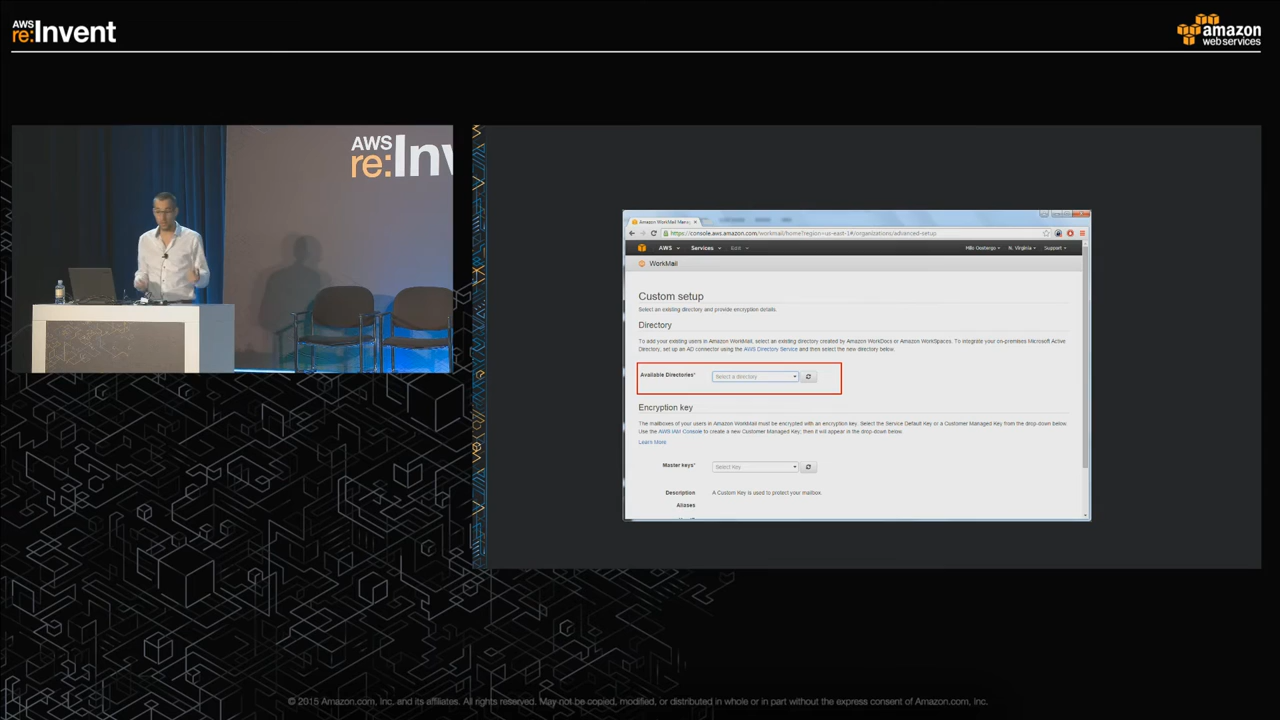 AWS
re:Invent
amazon
web services
AWS
re:Inv
Amazon WorkMail Mana
https://console.aws.amazon.com/workmail/home?region=us-east-1#/organizations/advanced-setup
AWS Services Edit N. Virginia Support
WorkMail
Custom setup
Select an existing directory and provide encryption details.
Directory
To add your existing users in Amazon WorkMail, select an existing directory created by Amazon WorkDocs or Amazon WorkSpaces. To integrate your on-premises Microsoft Active
Directory, set up an AD connector using the AWS Directory Service and then select the new directory below.
Available Directories* Select a directory
Encryption key
The mailboxes of your users in Amazon WorkMail must be encrypted with an encryption key. Select the Service Default Key or a Customer Managed Key from the drop-down below.
Use the AWS IAM Console to create a new Customer Managed Key; then it will appear in the drop-down below.
Learn More
Master keys* Select Key
Description A Custom Key is used to protect your mailbox.
Aliases
© 2015 Amazon.com, Inc. and its affiliates. All rights reserved. May not be copied, modified, or distributed in whole or in part without the express consent of Amazon.com, Inc.